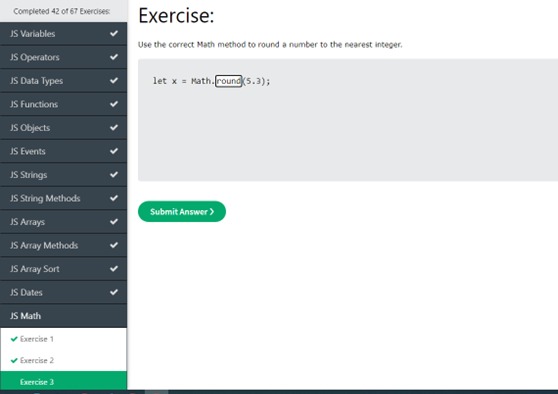 Completed 42 of 67 Exercises:
JS Variables
JS Operators
JS Data Types
JS Functions
JS Objects
JS Events
JS Strings
JS String Methods
JS Arrays
JS Array Methods
JS Array Sort
JS Dates
JS Math
Exercise 1
Exercise 2
Exercise 3
Exercise:
Use the correct Math method to round a number to the nearest integer.
let x = Math.round(5.3);
Submit Answer ❯